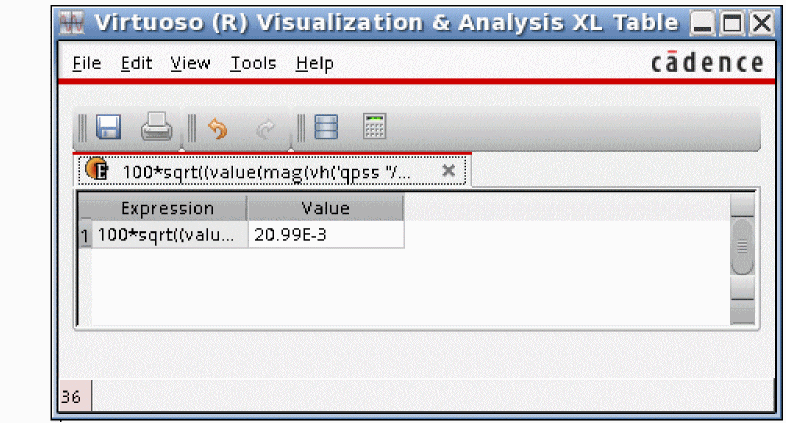 Virtuoso (R) Visualization & Analysis XL Table
File Edit View Tools Help
cādence
100*sqrt((value(mag(vh('qpss "/...
Expression Value
1 100*sqrt((valu... 20.99E-3
36